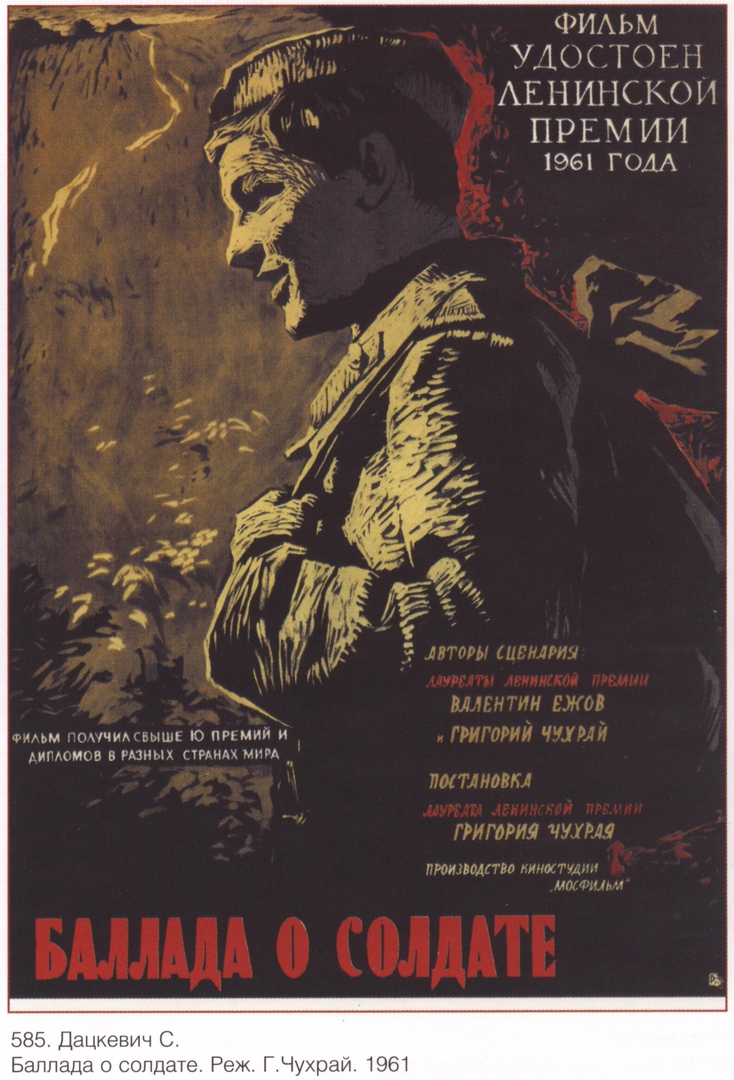 ФИЛЬМ
УДОСТОЕН
ЛЕНИНСКОЙ
ПРЕМИИ
1961 ГОДА
АВТОРЫ СЦЕНАРИЯ
ЛАУРЕАТЫ ЛЕНИНСКОЙ ПРЕМИИ
ВАЛЕНТИН ЕЖОВ
И ГРИГОРИЙ ЧУХРАЙ
ФИЛЬМ ПОЛУЧИЛ СВЫШЕ 10 ПРЕМИЙ И
ДИПЛОМОВ В РАЗНЫХ СТРАНАХ МИРА
ПОСТАНОВКА
ЛАУРЕАТА ЛЕНИНСКОЙ ПРЕМИИ
ГРИГОРИЯ ЧУХРАЯ
ПРОИЗВОДСТВО КИНОСТУДИИ
„МОСФИЛЬМ"
БАЛЛАДА О СОЛДАТЕ
585. Дацкевич С.
Баллада о солдате. Реж. Г.Чухрай. 1961